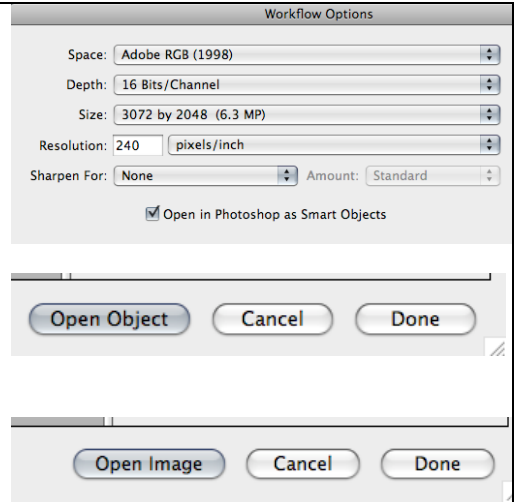 Workflow Options
Space: Adobe RGB (1998)
Depth: 16 Bits/Channel
Size: 3072 by 2048 (6.3 MP)
Resolution: 240 pixels/inch
Sharpen For: None Amount: Standard
Open in Photoshop as Smart Objects
Open Object Cancel Done
Open Image Cancel Done